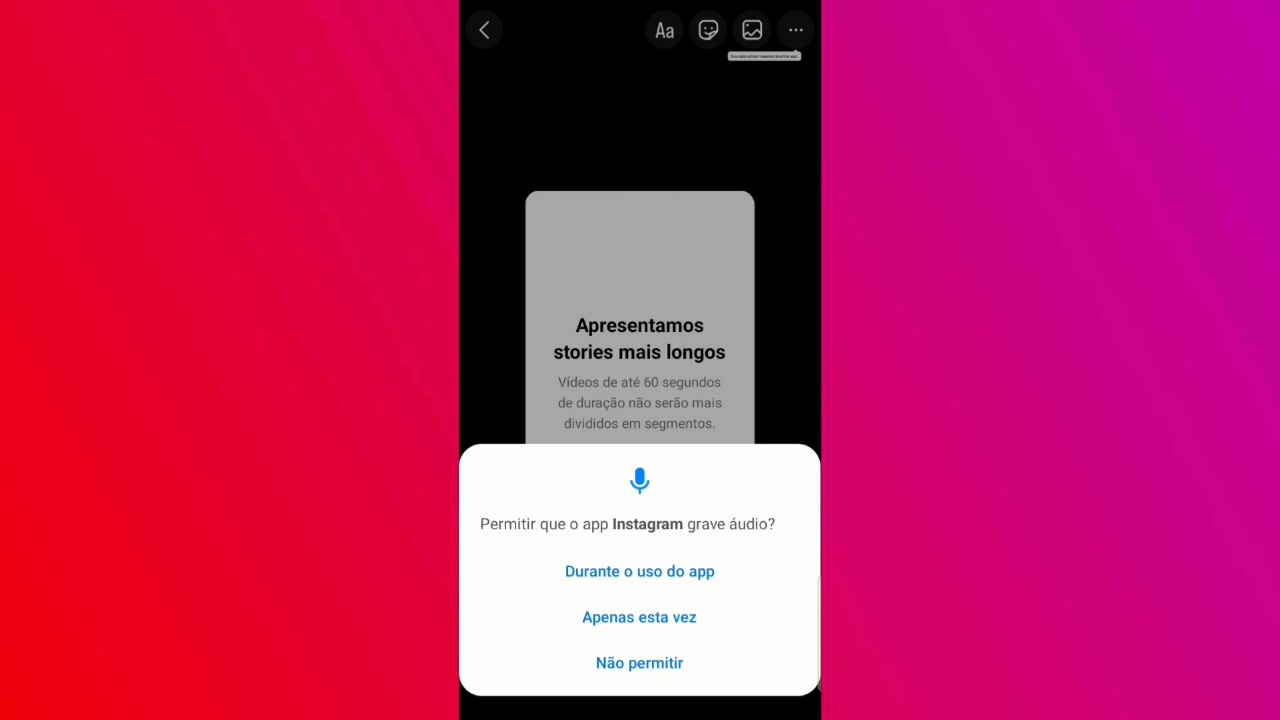 Aa
Apresentamos
stories mais longos
Vídeos de até 60 segundos
de duração não serão mais
divididos em segmentos.
Permitir que o app Instagram grave áudio?
Durante o uso do app
Apenas esta vez
Não permitir